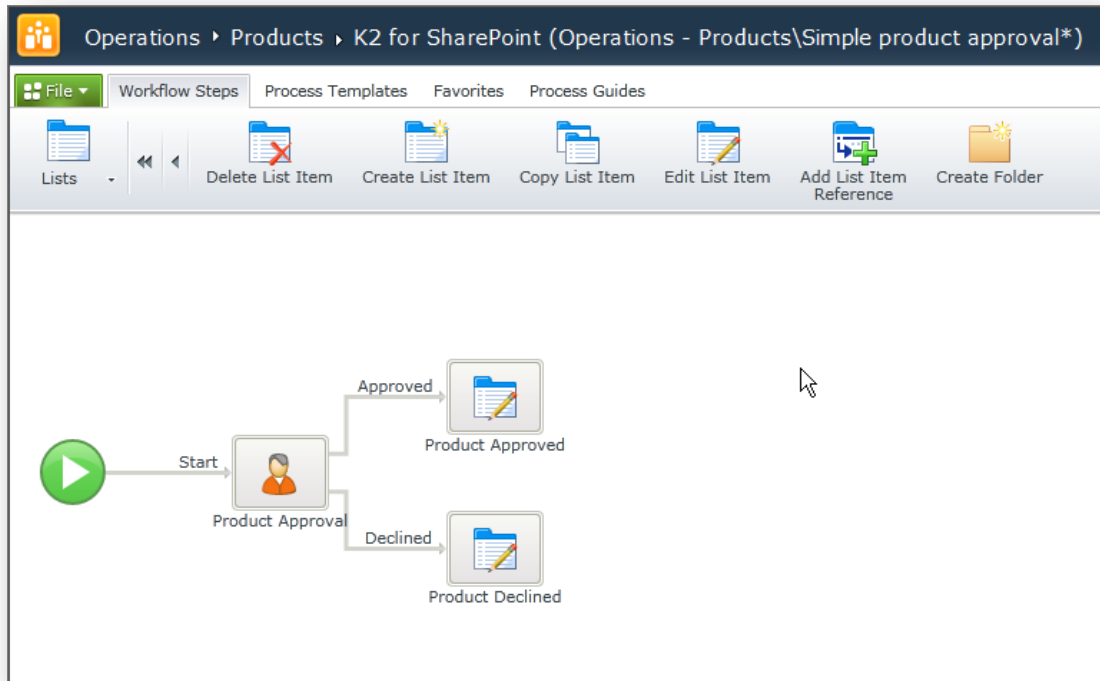 Operations ▸ Products ▸ K2 for SharePoint (Operations - Products\Simple product approval*)
File Workflow Steps Process Templates Favorites Process Guides
Lists Delete List Item Create List Item Copy List Item Edit List Item Add List Item Create Folder
Reference
Approved
Product Approved
Start
Product Approval
Declined
Product Declined